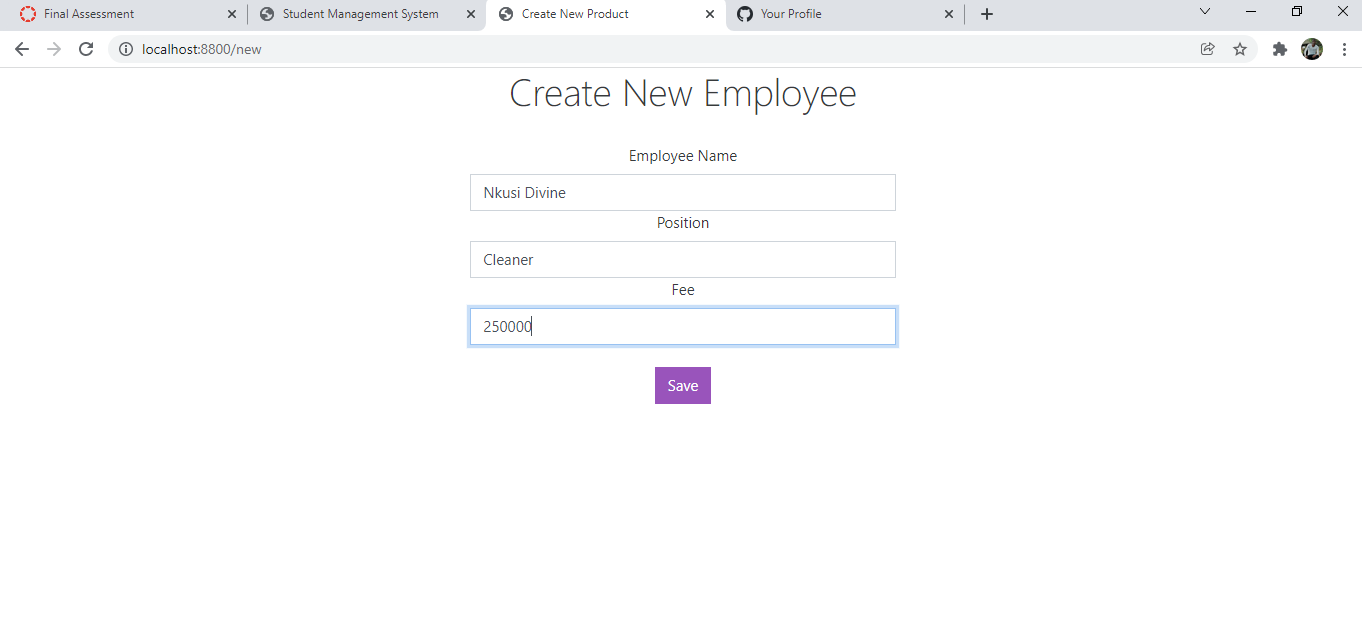 Final Assessment
Student Management System
Create New Product
Your Profile
localhost:8800/new
Create New Employee
Employee Name
Nkusi Divine
Position
Cleaner
Fee
250000
Save